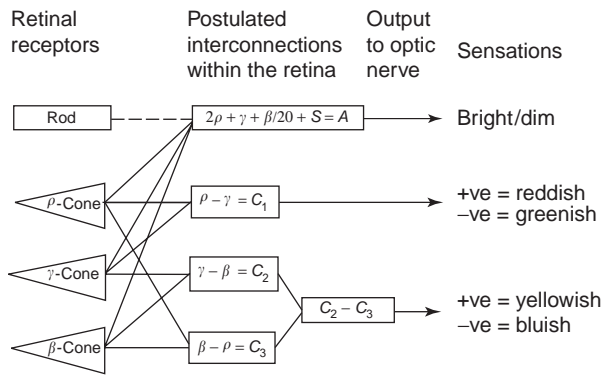 Retinal
receptors
Postulated
interconnections
within the retina
Output
to optic
nerve
Sensations
Rod
2ρ + γ + β/20 + S = A
Bright/dim
ρ-Cone
ρ – γ = C₁
+ve = reddish
–ve = greenish
γ-Cone
γ – β = C₂
C₂ – C₃
+ve = yellowish
–ve = bluish
β-Cone
β – ρ = C₃